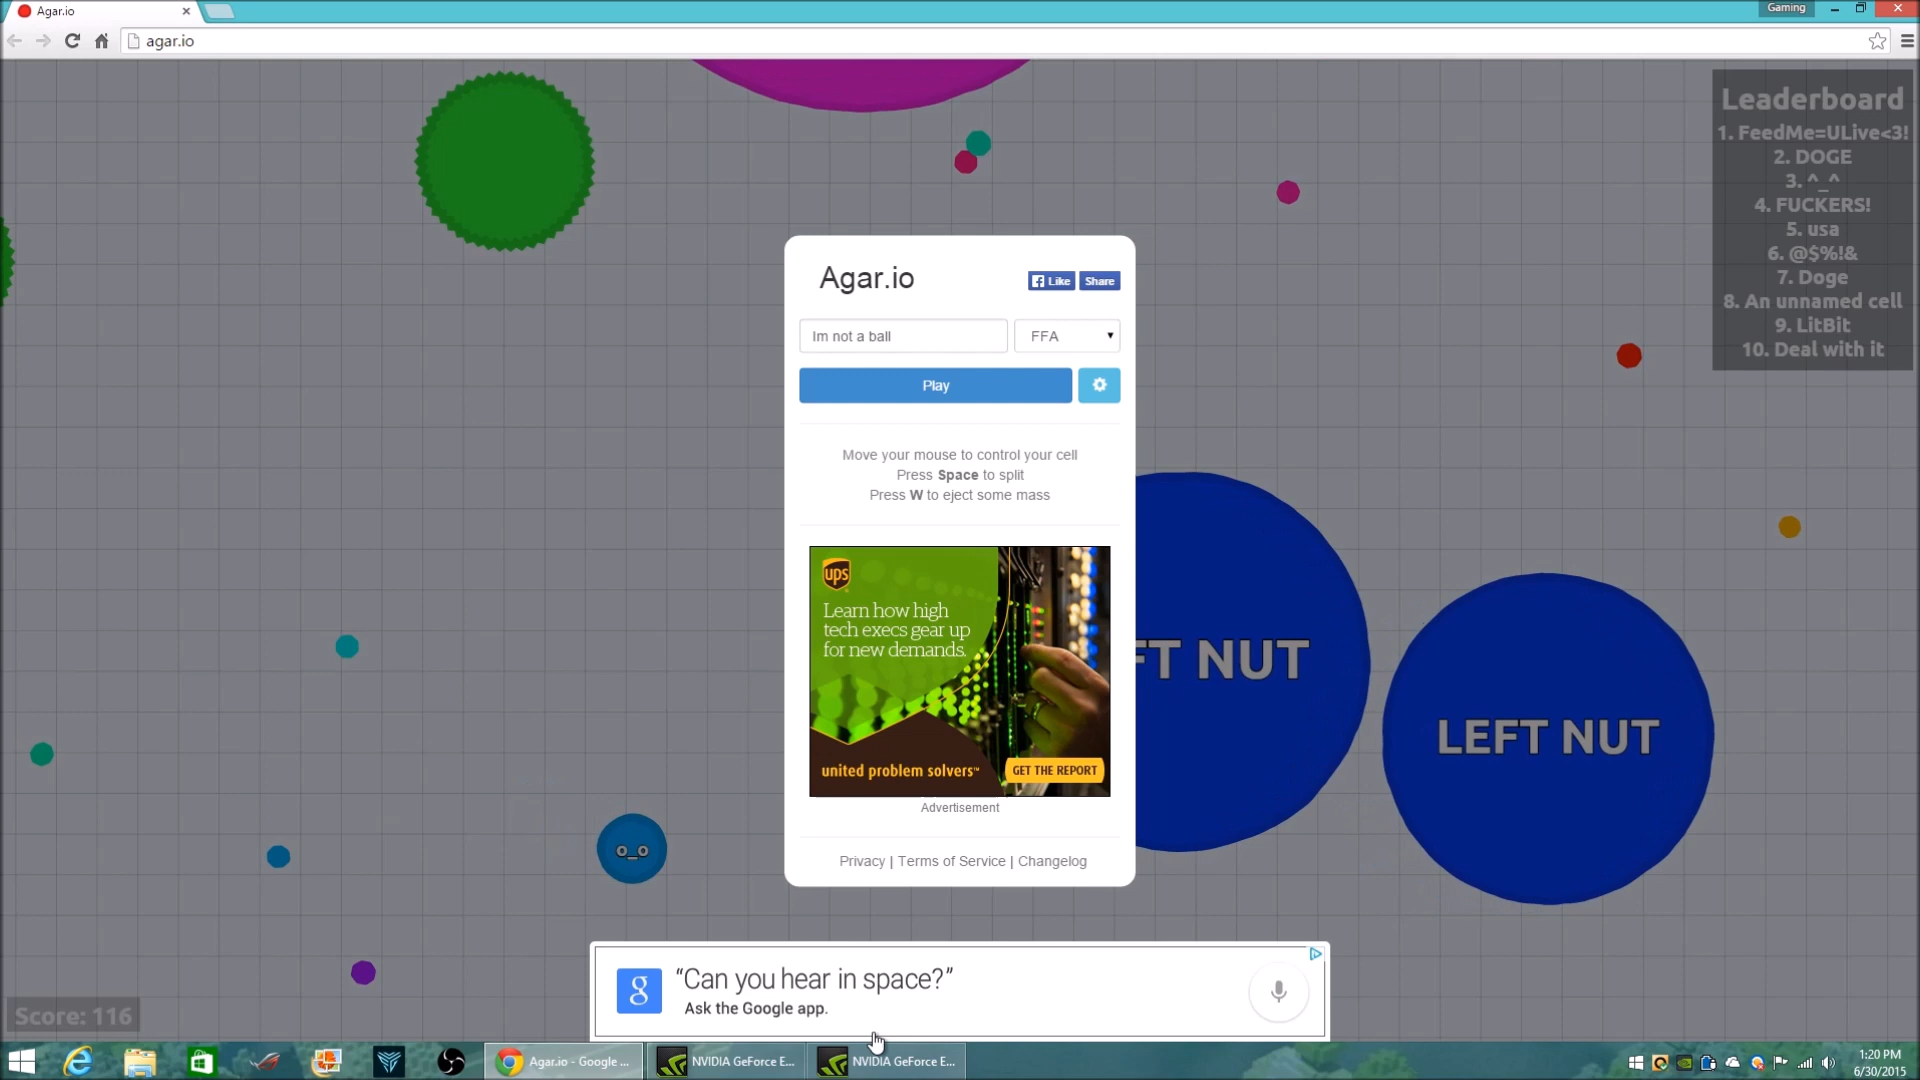 Agar.io
Gaming
agar.io
Leaderboard
1. FeedMe=ULive<3!
2. DOGE
3. ^_^
4. FUCKERS!
5. usa
6. @$%!&
7. Doge
8. An unnamed cell
9. LitBit
10. Deal with it
Agar.io
Like
Share
Im not a ball
FFA
Play
Move your mouse to control your cell
Press Space to split
Press W to eject some mass
ups
Learn how high
tech execs gear up
for new demands.
united problem solvers™
GET THE REPORT
Advertisement
Privacy | Terms of Service | Changelog
FT NUT
LEFT NUT
o_o
g
“Can you hear in space?”
Ask the Google app.
Score: 116
Agar.io - Google ...
NVIDIA GeForce E...
NVIDIA GeForce E...
1:20 PM
6/30/2015